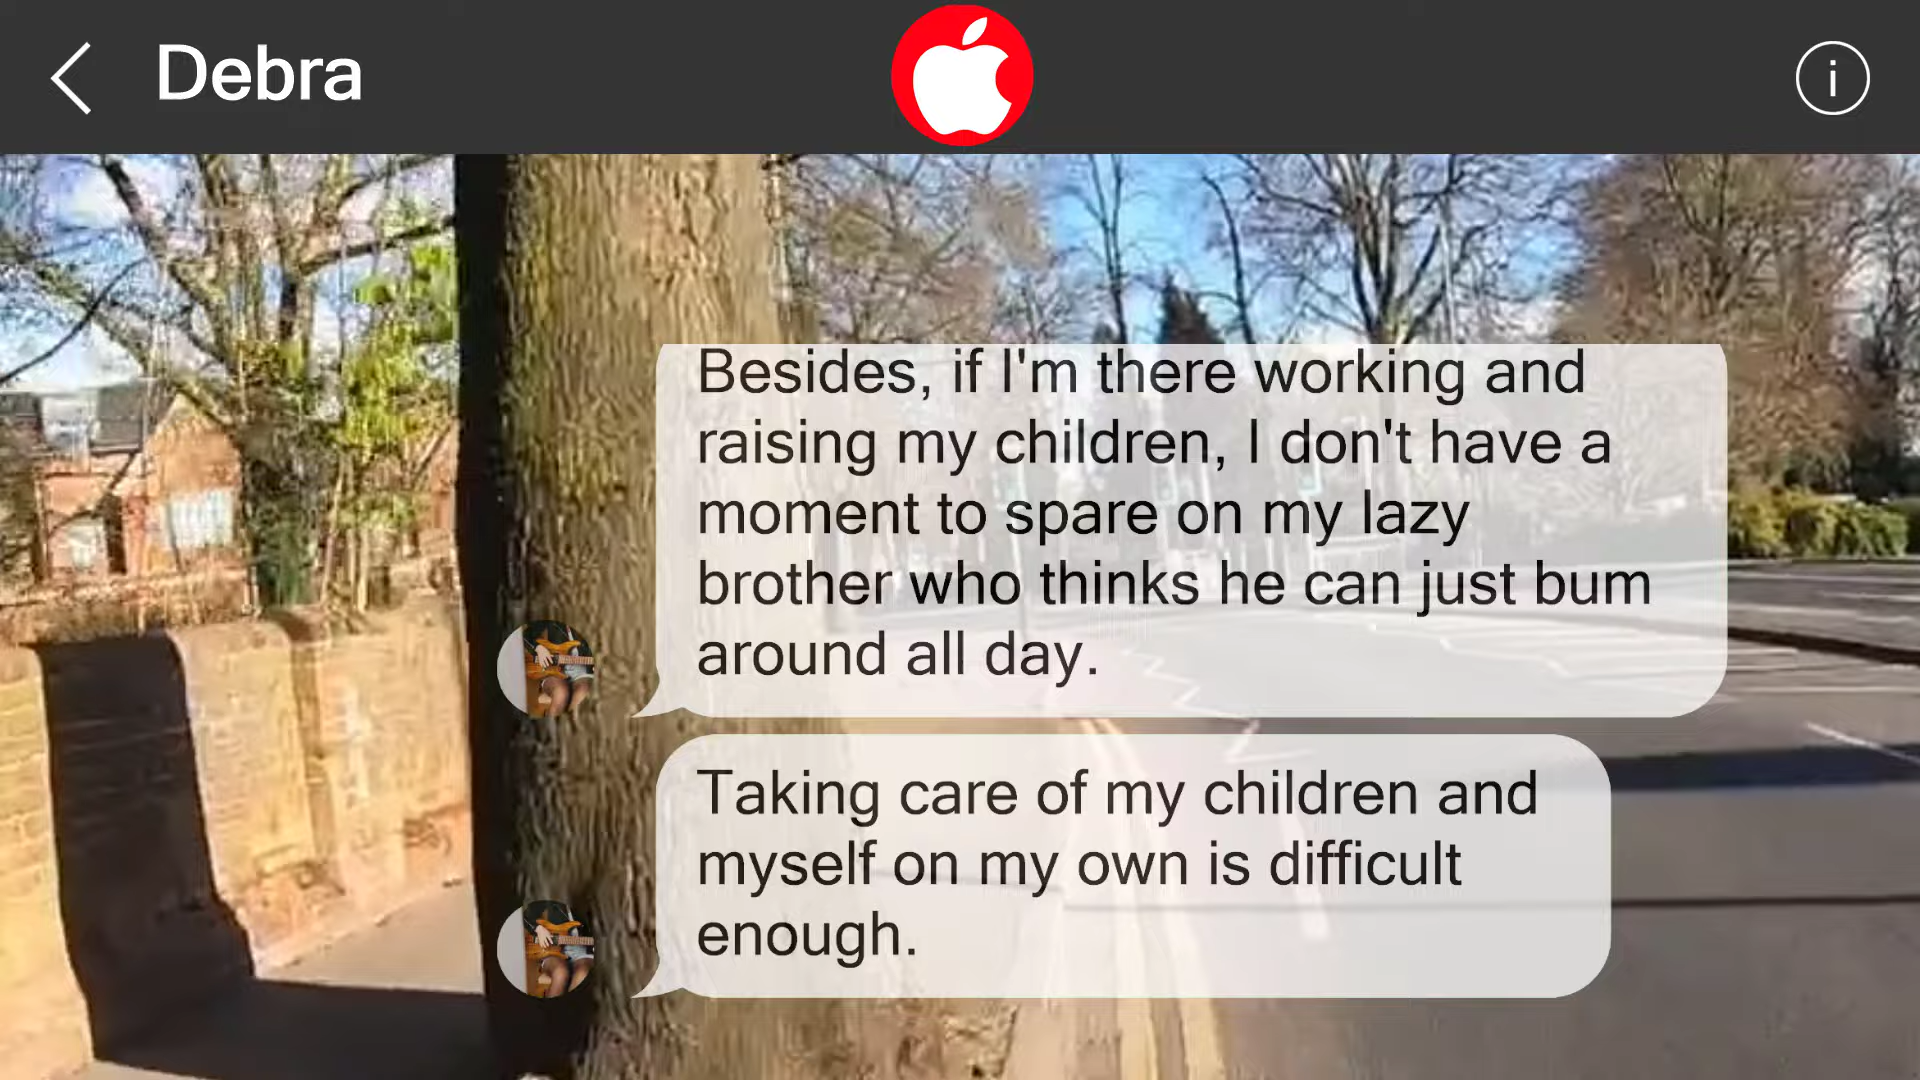 Debra
i
Besides, if I'm there working and
raising my children, I don't have a
moment to spare on my lazy
brother who thinks he can just bum
around all day.
Taking care of my children and
myself on my own is difficult
enough.